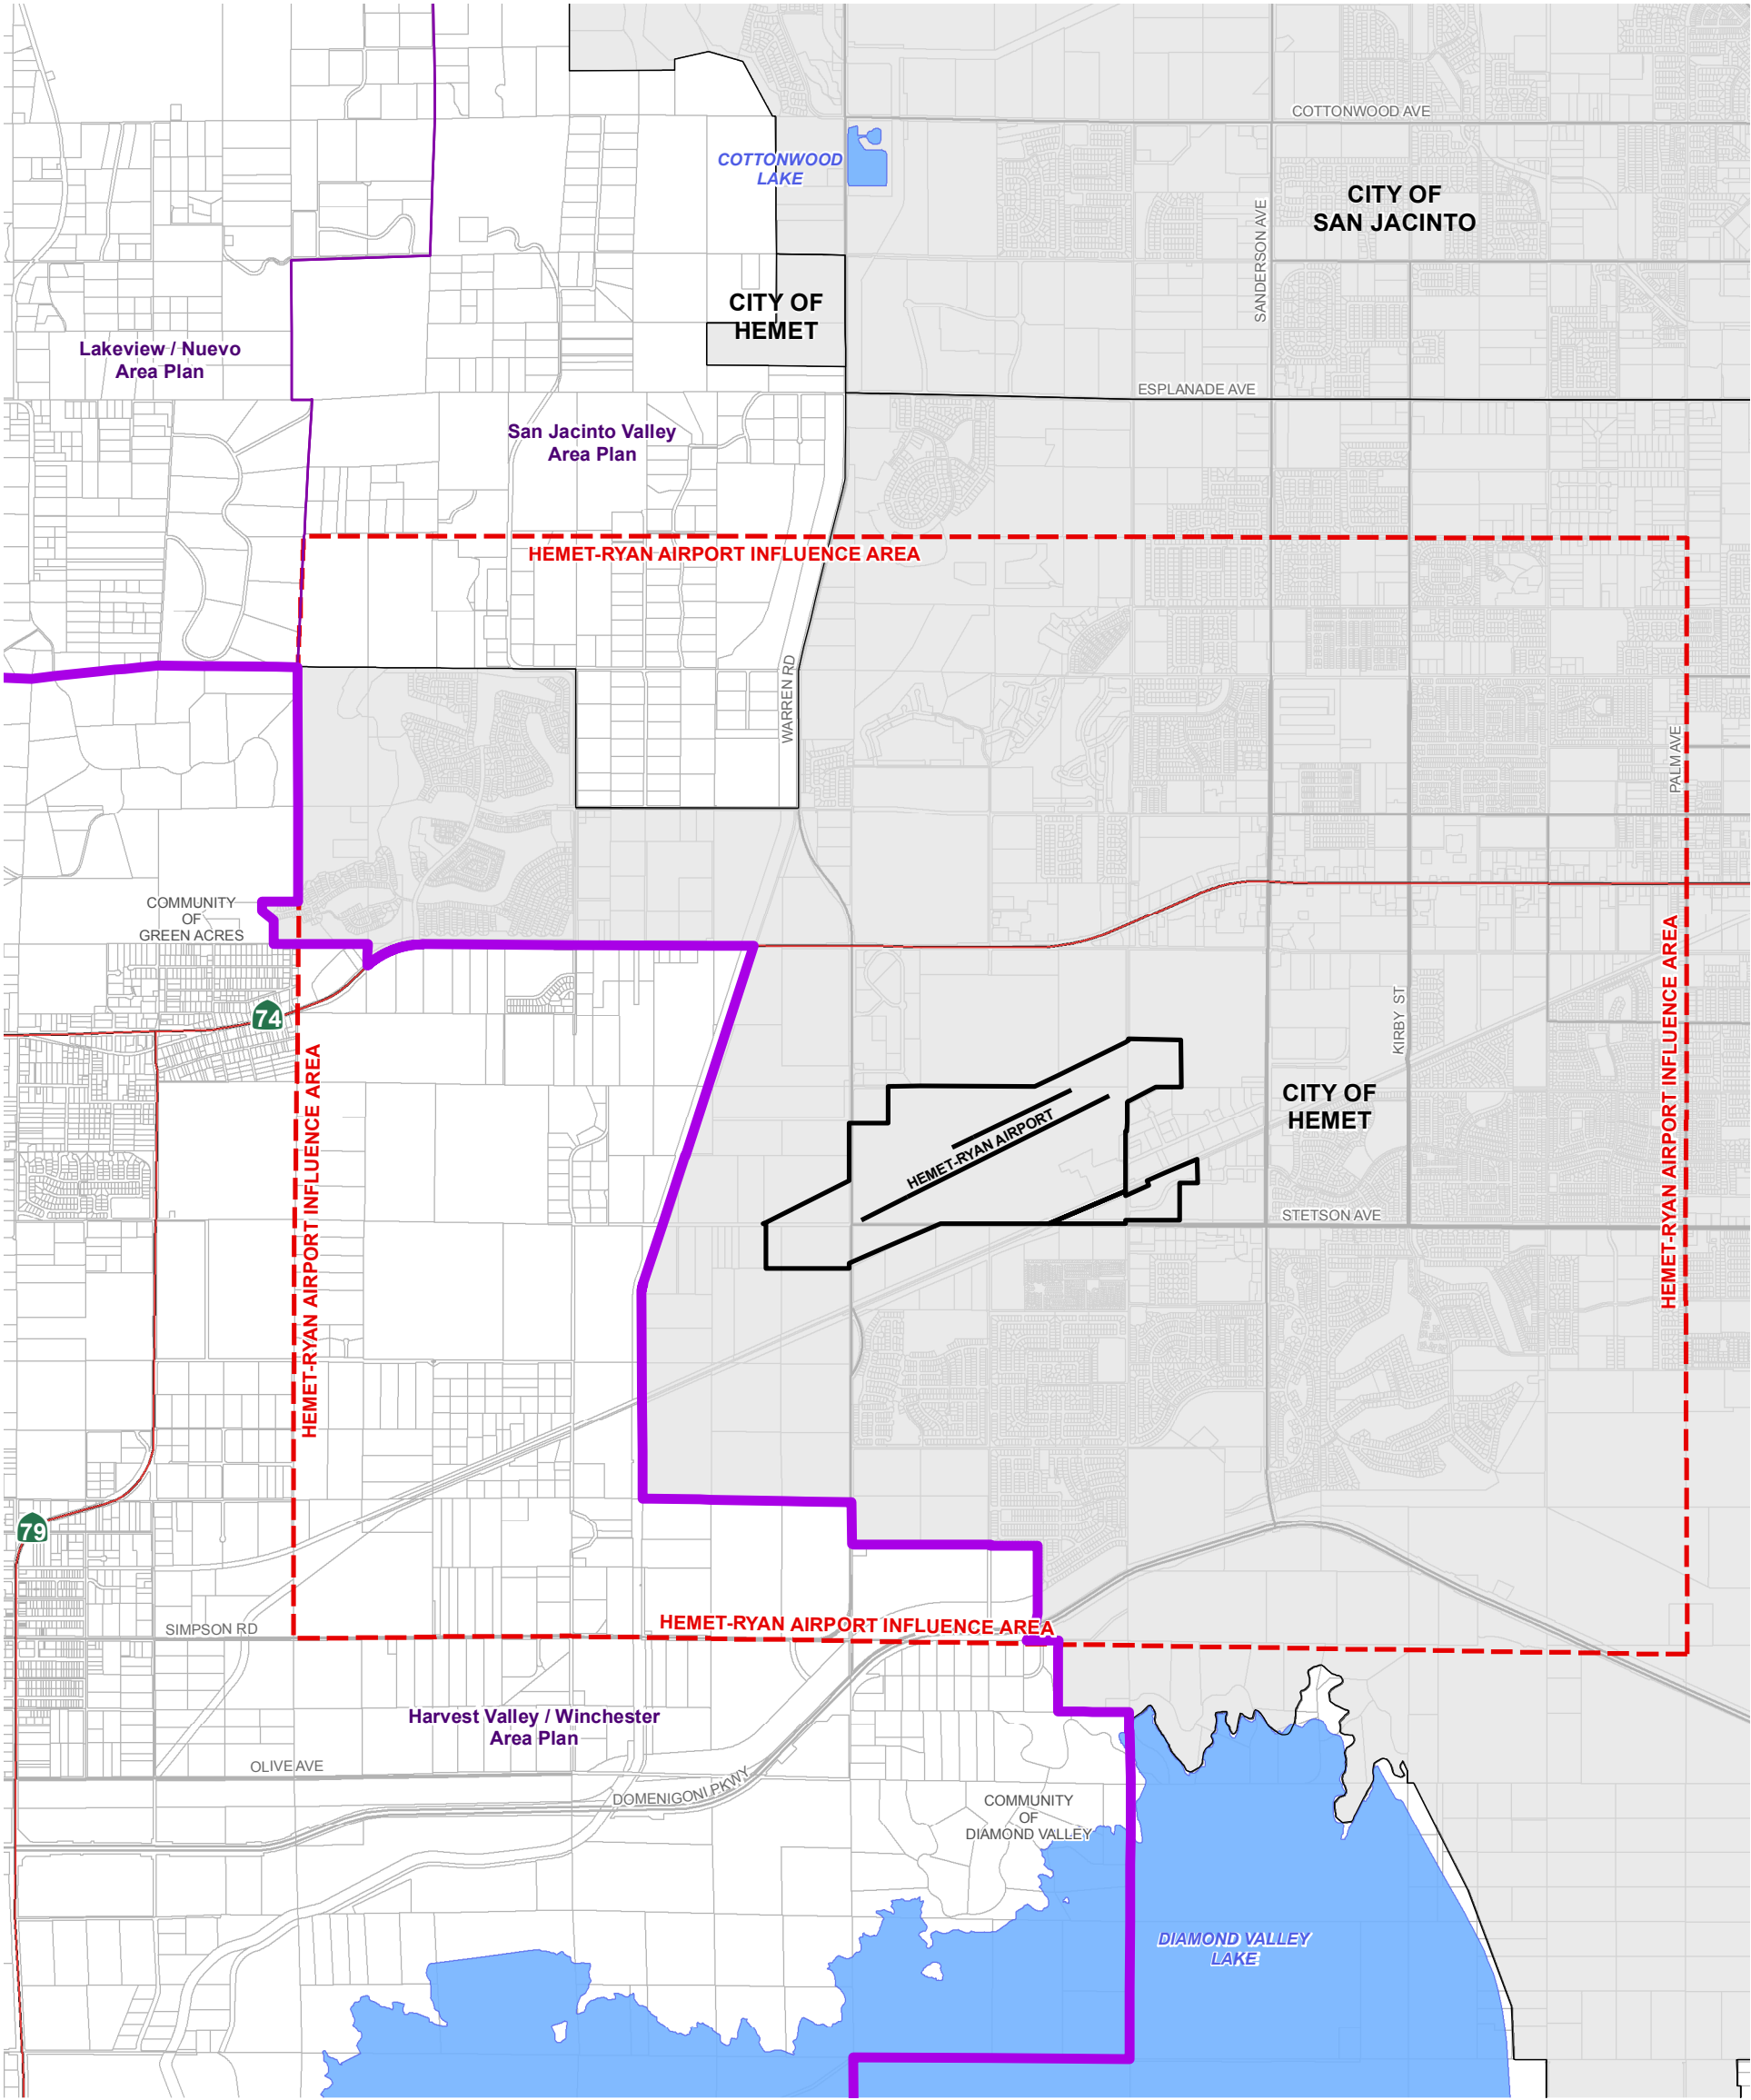 COTTONWOOD AVE
COTTONWOOD
LAKE
CITY OF
SAN JACINTO
SANDERSON AVE
CITY OF
HEMET
Lakeview / Nuevo
Area Plan
ESPLANADE AVE
San Jacinto Valley
Area Plan
HEMET-RYAN AIRPORT INFLUENCE AREA
WARREN RD
PALM AVE
COMMUNITY
OF
GREEN ACRES
74
HEMET-RYAN AIRPORT INFLUENCE AREA
KIRBY ST
HEMET-RYAN AIRPORT INFLUENCE AREA
CITY OF
HEMET
HEMET-RYAN AIRPORT
STETSON AVE
79
SIMPSON RD
HEMET-RYAN AIRPORT INFLUENCE AREA
Harvest Valley / Winchester
Area Plan
OLIVE AVE
DOMENIGONI PKWY
COMMUNITY
OF
DIAMOND VALLEY
DIAMOND VALLEY
LAKE